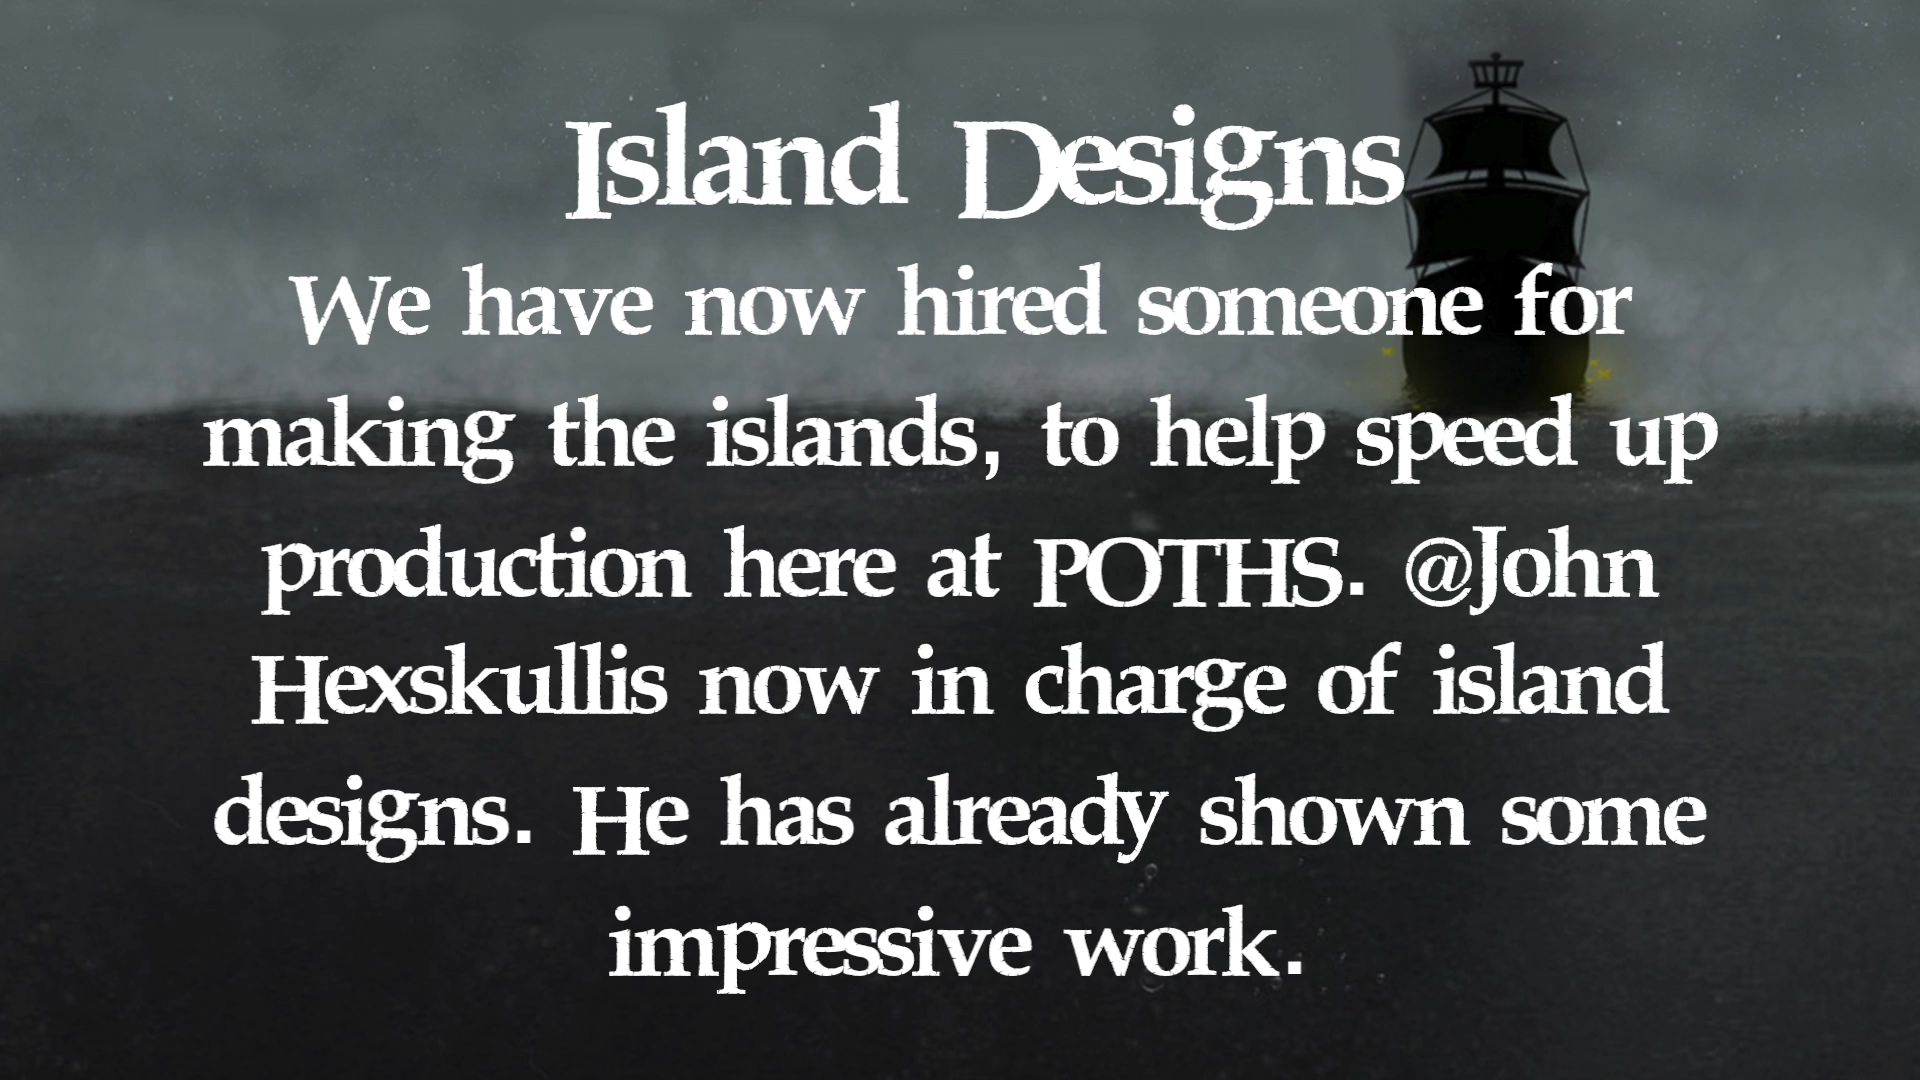 Island Designs
We have now hired someone for
making the islands, to help speed up
production here at POTHS. @John
Hexskullis now in charge of island
designs. He has already shown some
impressive work.